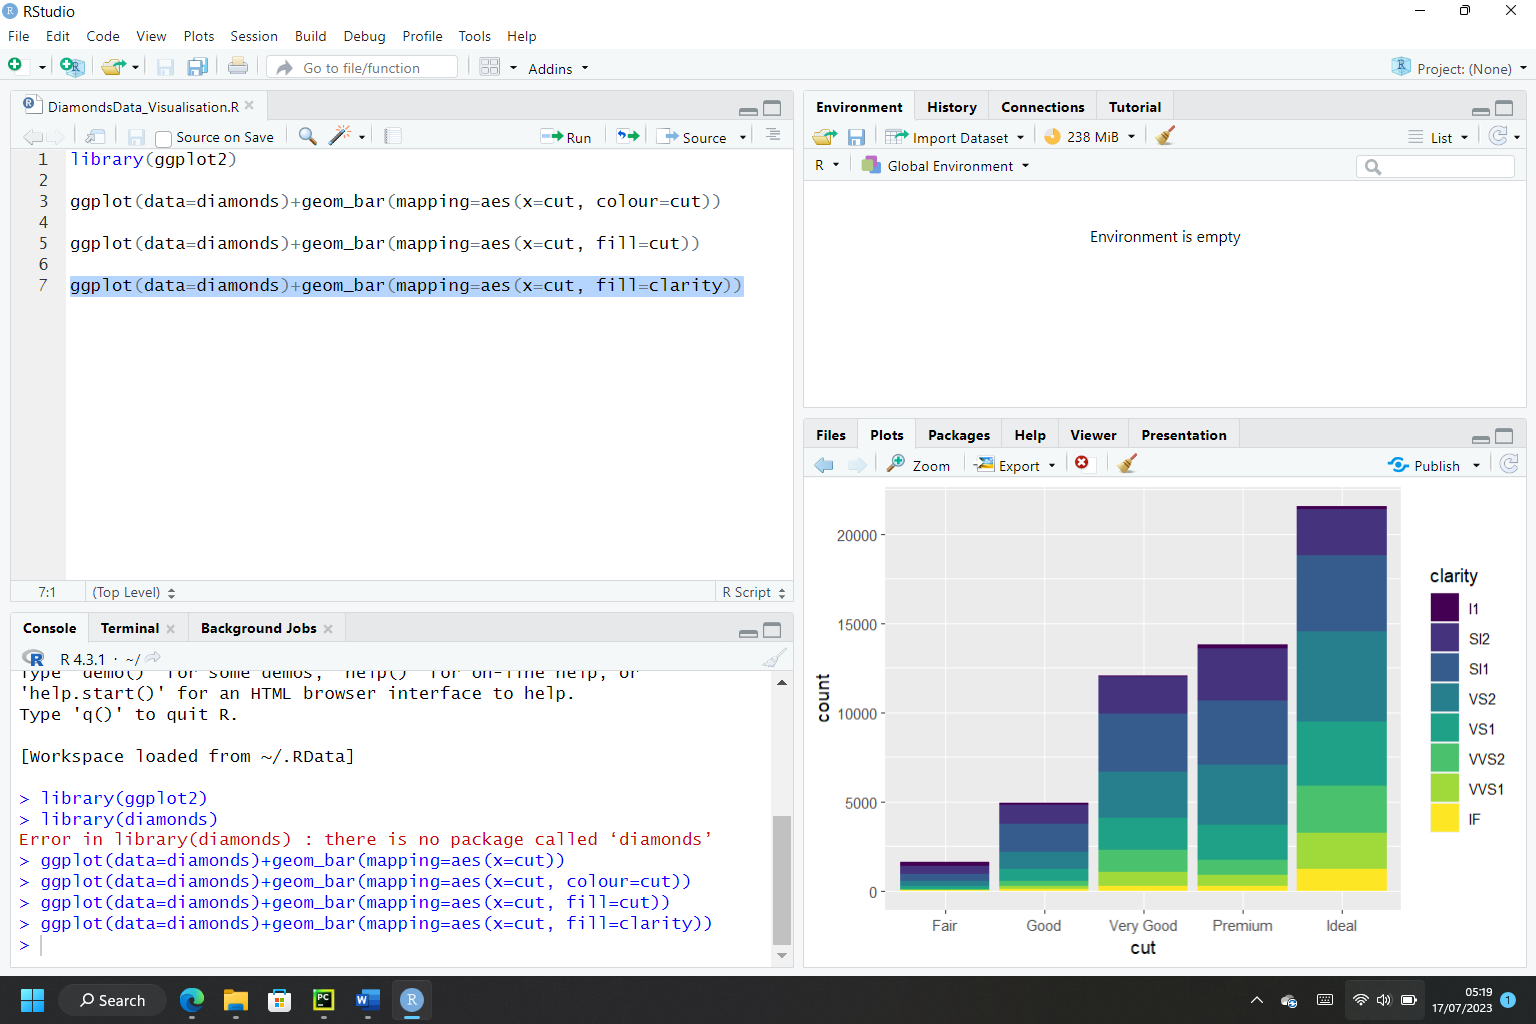 RStudio
File Edit Code View Plots Session Build Debug Profile Tools Help
Go to file/function Addins Project: (None)
DiamondsData_Visualisation.R
Source on Save Run Source
1 library(ggplot2)
2
3 ggplot(data=diamonds)+geom_bar(mapping=aes(x=cut, colour=cut))
4
5 ggplot(data=diamonds)+geom_bar(mapping=aes(x=cut, fill=cut))
6
7 ggplot(data=diamonds)+geom_bar(mapping=aes(x=cut, fill=clarity))
7:1 (Top Level) R Script
Console Terminal Background Jobs
R 4.3.1 · ~/
Type 'demo()' for some demos, 'help()' for on-line help, or
'help.start()' for an HTML browser interface to help.
Type 'q()' to quit R.
[Workspace loaded from ~/.RData]
> library(ggplot2)
> library(diamonds)
Error in library(diamonds) : there is no package called ‘diamonds’
> ggplot(data=diamonds)+geom_bar(mapping=aes(x=cut))
> ggplot(data=diamonds)+geom_bar(mapping=aes(x=cut, colour=cut))
> ggplot(data=diamonds)+geom_bar(mapping=aes(x=cut, fill=cut))
> ggplot(data=diamonds)+geom_bar(mapping=aes(x=cut, fill=clarity))
>
Environment History Connections Tutorial
Import Dataset 238 MiB List
R Global Environment
Environment is empty
Files Plots Packages Help Viewer Presentation
Zoom Export Publish
20000
15000
10000
5000
0
count
Fair Good Very Good Premium Ideal
cut
clarity
I1
SI2
SI1
VS2
VS1
VVS2
VVS1
IF
Search
PC
W
R
05:19
17/07/2023
1